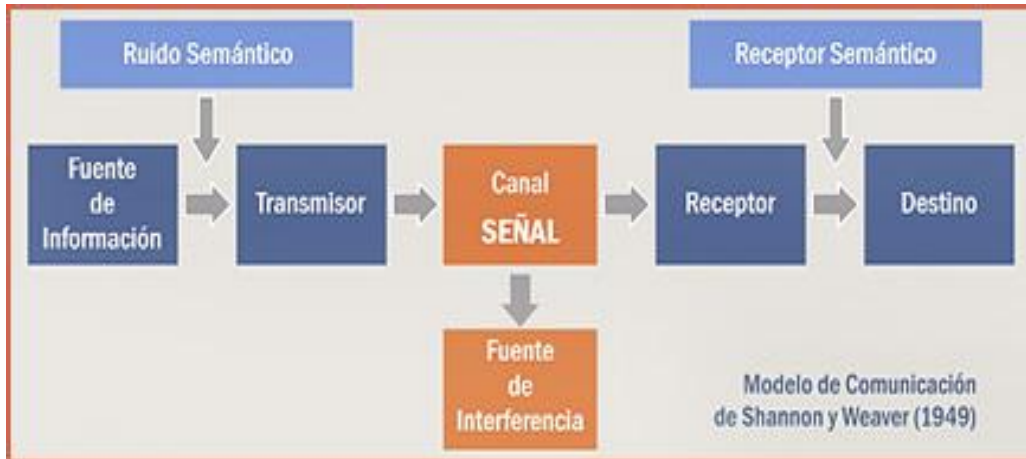 Ruido Semántico
Receptor Semántico
Fuente
de
Información
Transmisor
Canal
SEÑAL
Receptor
Destino
Fuente
de
Interferencia
Modelo de Comunicación
de Shannon y Weaver (1949)